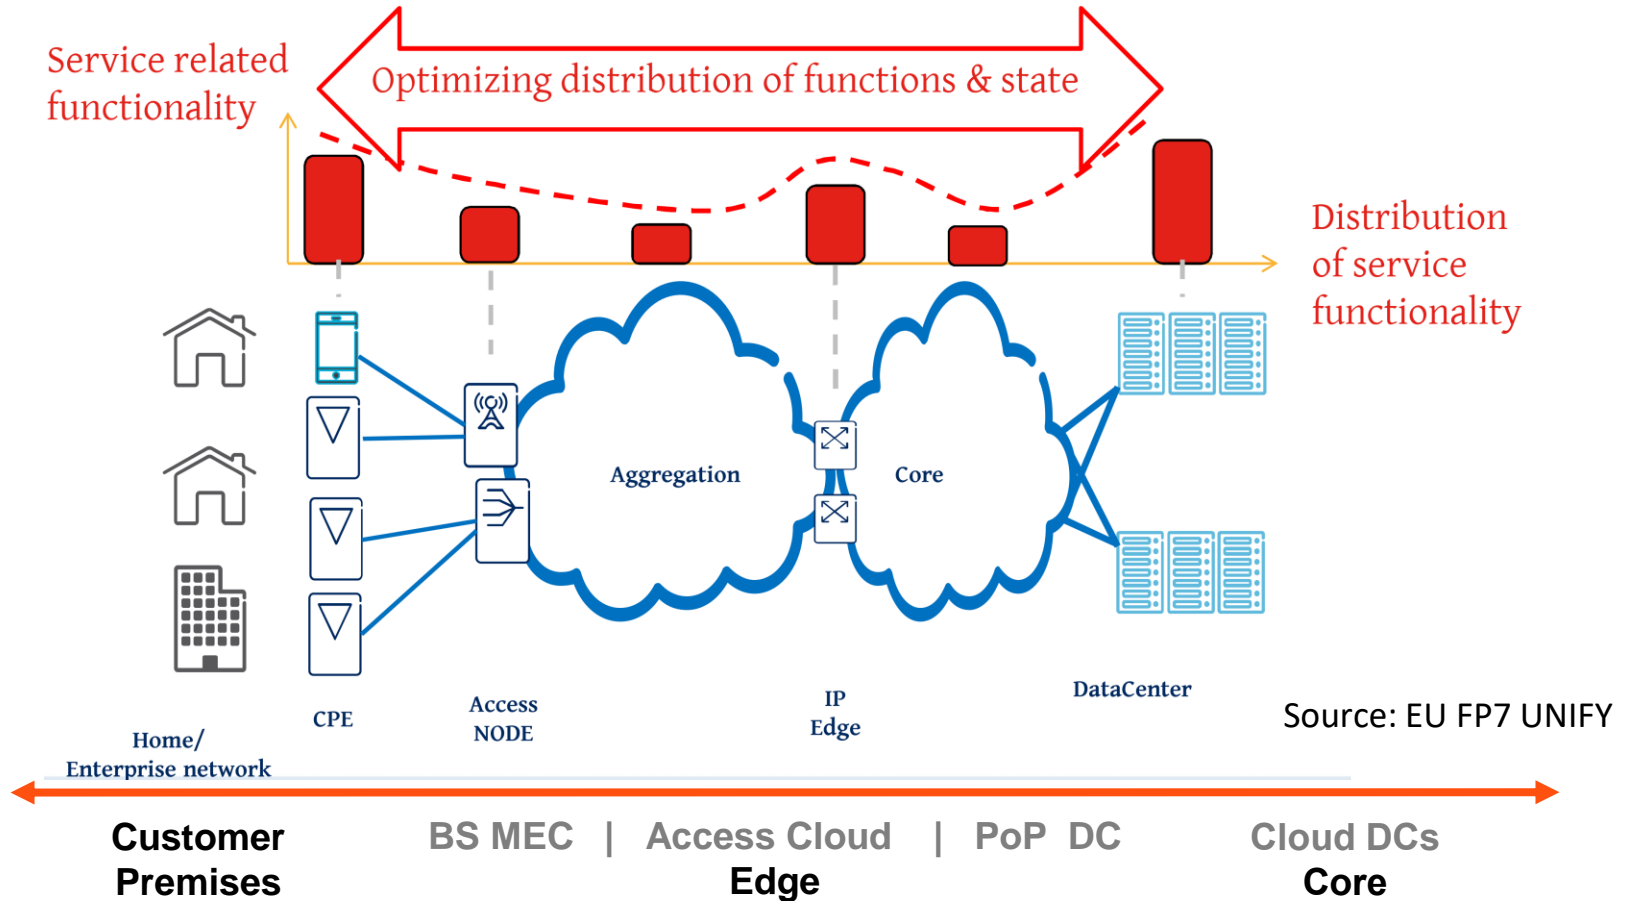 Service related
functionality
Optimizing distribution of functions & state
Distribution
of service
functionality
Aggregation
Core
CPE
Access
NODE
IP
Edge
DataCenter
Source: EU FP7 UNIFY
Home/
Enterprise network
Customer
Premises
BS MEC | Access Cloud | PoP DC
Edge
Cloud DCs
Core